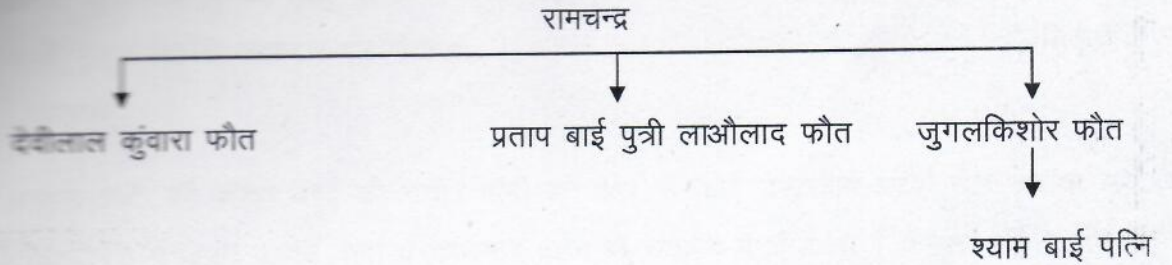 रामचन्द्र
देवीलाल कुंवारा फौत प्रताप बाई पुत्री लाऔलाद फौत जुगलकिशोर फौत
श्याम बाई पत्नि